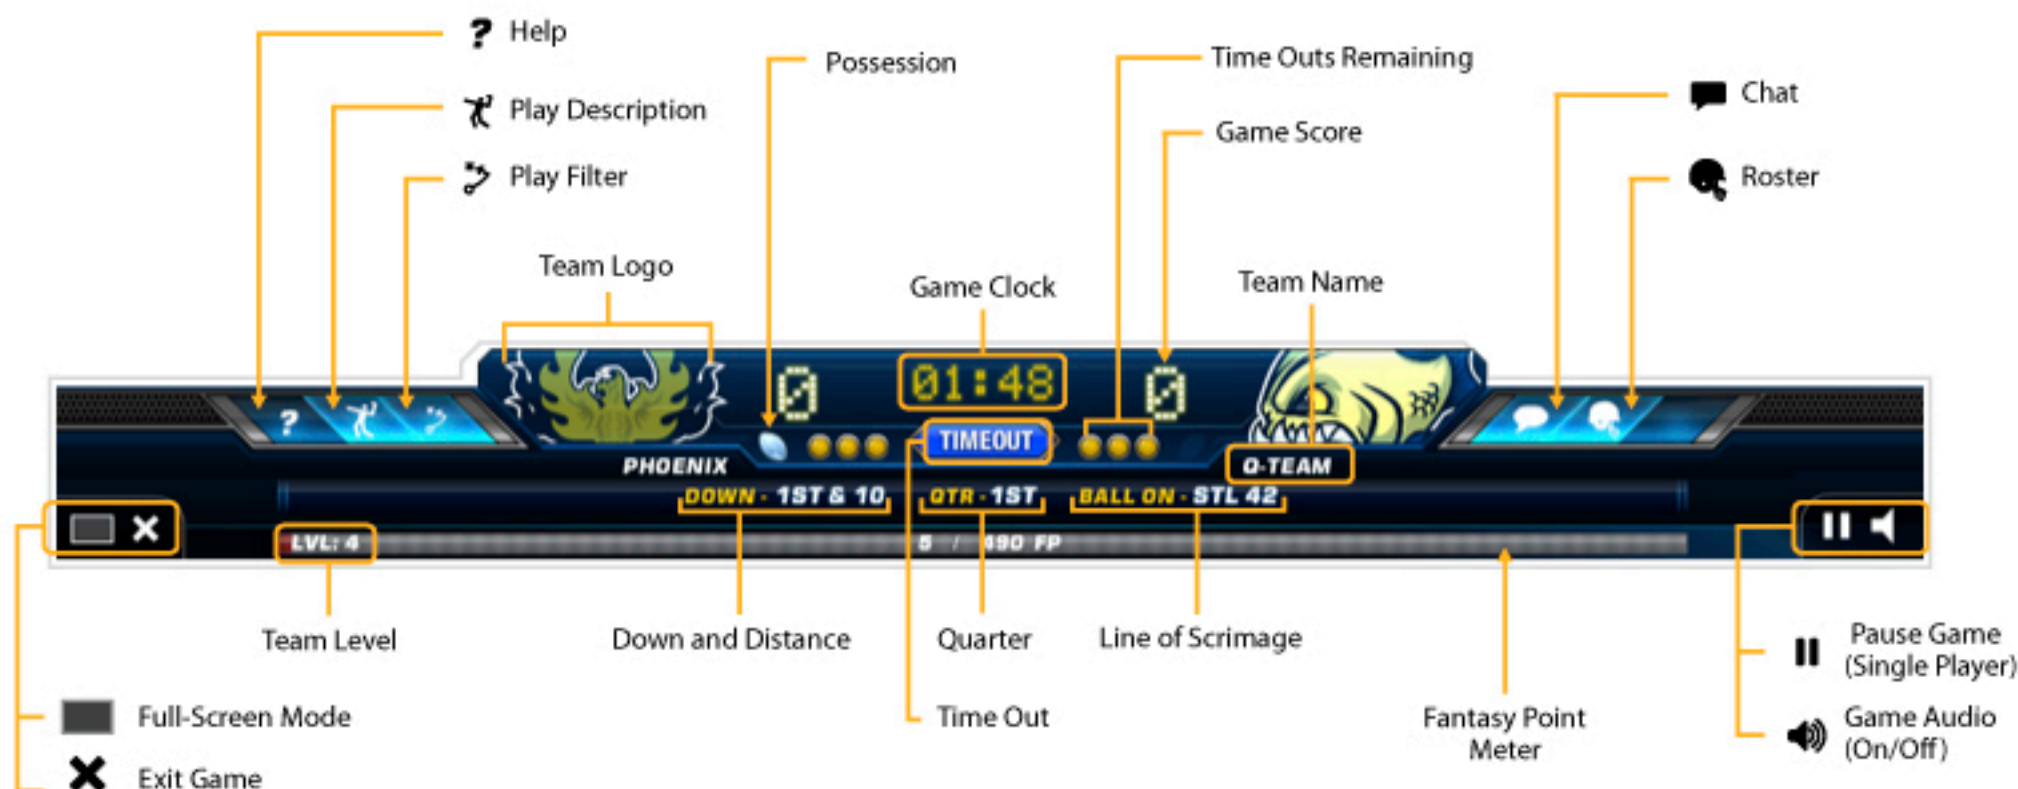 ? Help
Possession
Time Outs Remaining
Play Description
Chat
Game Score
Play Filter
Roster
Team Logo
Game Clock
Team Name
0
01:48
0
?
TIMEOUT
PHOENIX
Q-TEAM
DOWN - 1ST & 10
QTR - 1ST
BALL ON - STL 42
LVL: 4
5 / 490 FP
Team Level
Down and Distance
Quarter
Line of Scrimage
Pause Game
(Single Player)
Full-Screen Mode
Time Out
Fantasy Point
Meter
Game Audio
(On/Off)
Exit Game